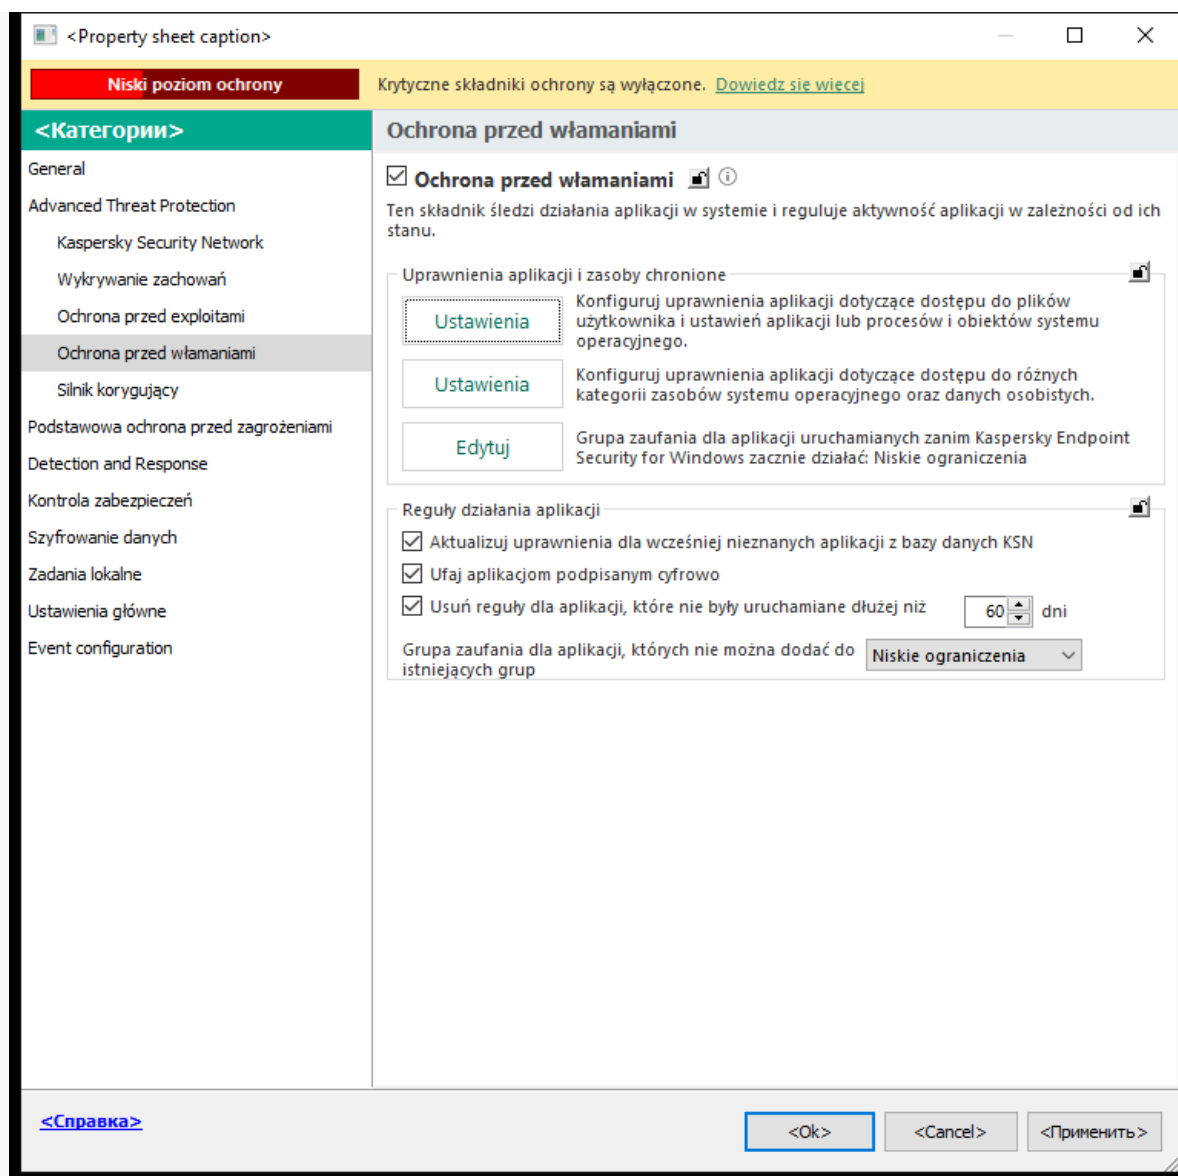 <Property sheet caption>
Niski poziom ochrony
Krytyczne składniki ochrony są wyłączone. Dowiedz się więcej
<Категории>
General
Advanced Threat Protection
Kaspersky Security Network
Wykrywanie zachowań
Ochrona przed exploitami
Ochrona przed włamaniami
Silnik korygujący
Podstawowa ochrona przed zagrożeniami
Detection and Response
Kontrola zabezpieczeń
Szyfrowanie danych
Zadania lokalne
Ustawienia główne
Event configuration
Ochrona przed włamaniami
Ochrona przed włamaniami
Ten składnik śledzi działania aplikacji w systemie i reguluje aktywność aplikacji w zależności od ich
stanu.
Uprawnienia aplikacji i zasoby chronione
Ustawienia
Konfiguruj uprawnienia aplikacji dotyczące dostępu do plików
użytkownika i ustawień aplikacji lub procesów i obiektów systemu
operacyjnego.
Ustawienia
Konfiguruj uprawnienia aplikacji dotyczące dostępu do różnych
kategorii zasobów systemu operacyjnego oraz danych osobistych.
Edytuj
Grupa zaufania dla aplikacji uruchamianych zanim Kaspersky Endpoint
Security for Windows zacznie działać: Niskie ograniczenia
Reguły działania aplikacji
Aktualizuj uprawnienia dla wcześniej nieznanych aplikacji z bazy danych KSN
Ufaj aplikacjom podpisanym cyfrowo
Usuń reguły dla aplikacji, które nie były uruchamiane dłużej niż 60 dni
Grupa zaufania dla aplikacji, których nie można dodać do
istniejących grup
Niskie ograniczenia
<Справка>
<Ok>
<Cancel>
<Применить>